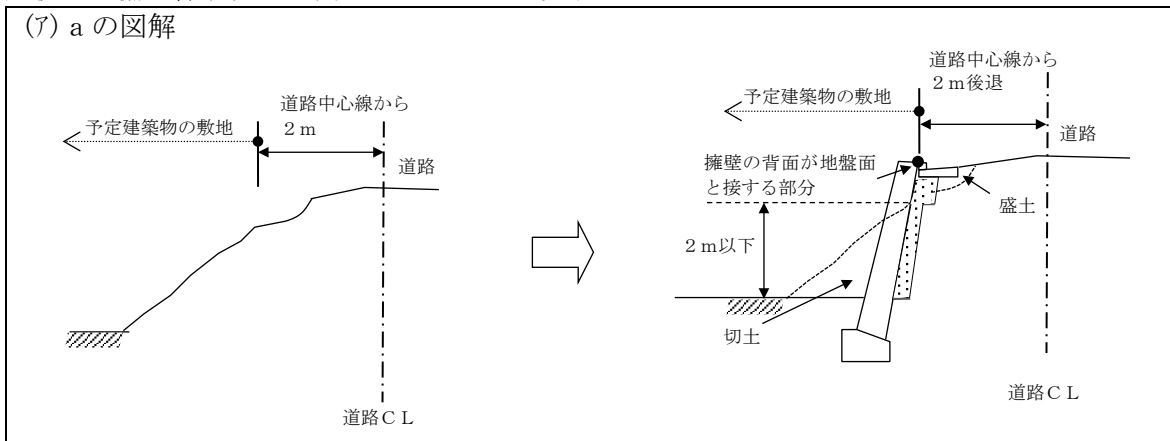 (ア) a の図解
道路中心線から
2 m
予定建築物の敷地
道路
道路CL
道路中心線から
2 m後退
予定建築物の敷地
道路
擁壁の背面が地盤面
と接する部分
盛土
2 m以下
切土
道路CL